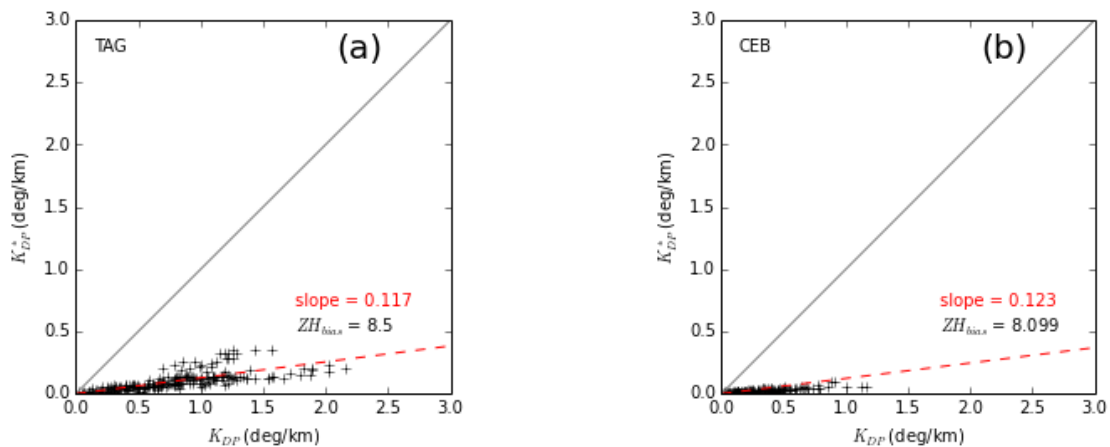 TAG (a)
3.0
2.5
2.0
1.5
1.0
0.5
0.0
K*DP (deg/km)
slope = 0.117
ZHbias = 8.5
0.0 0.5 1.0 1.5 2.0 2.5 3.0
KDP (deg/km)
CEB (b)
3.0
2.5
2.0
1.5
1.0
0.5
0.0
K*DP (deg/km)
slope = 0.123
ZHbias = 8.099
0.0 0.5 1.0 1.5 2.0 2.5 3.0
KDP (deg/km)